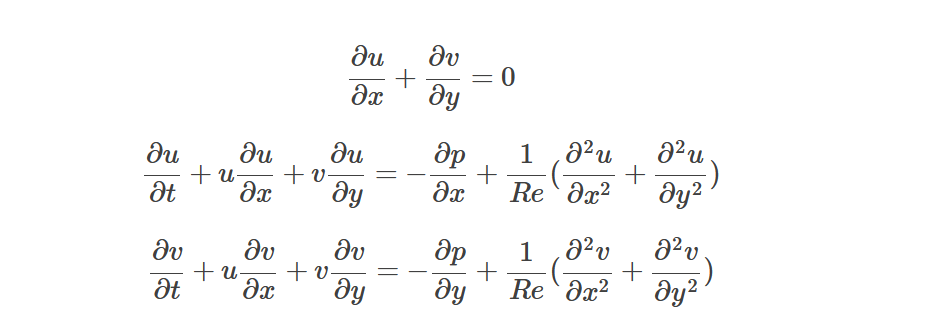 ∂u/∂x + ∂v/∂y = 0
∂u/∂t + u ∂u/∂x + v ∂u/∂y = − ∂p/∂x + 1/Re (∂²u/∂x² + ∂²u/∂y²)
∂v/∂t + u ∂v/∂x + v ∂v/∂y = − ∂p/∂y + 1/Re (∂²v/∂x² + ∂²v/∂y²)